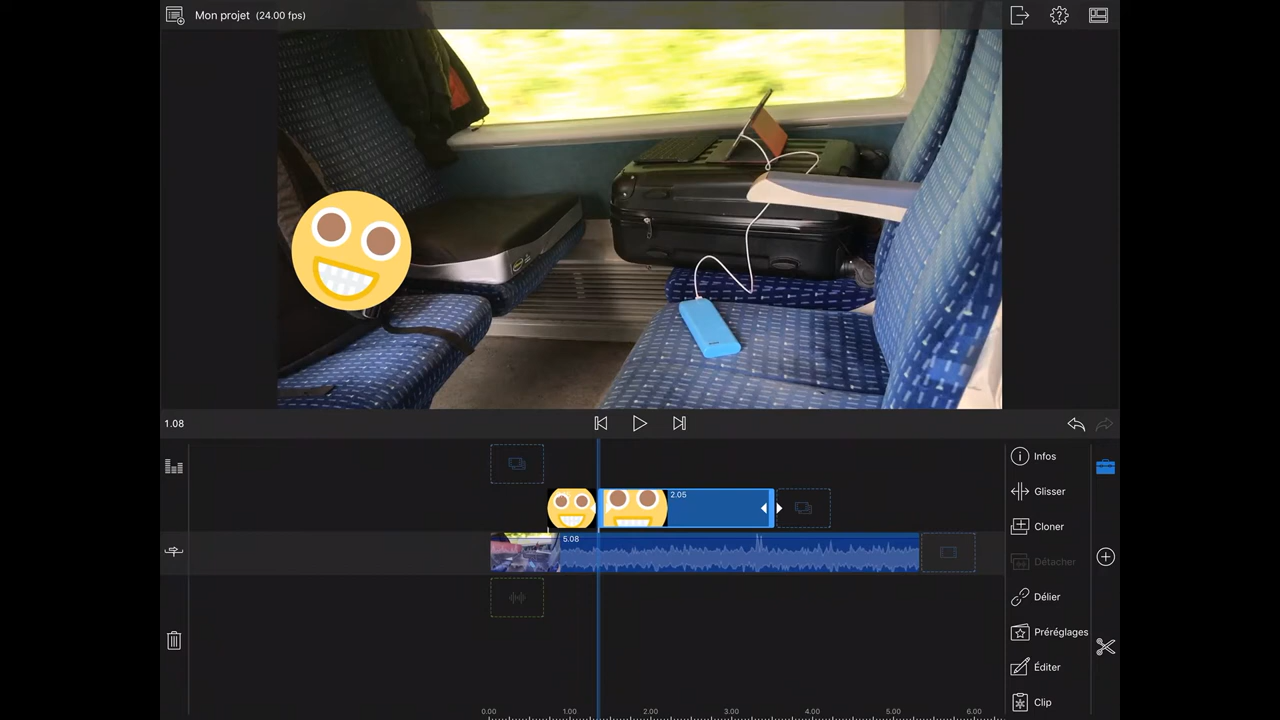 Mon projet (24.00 fps)
1.08
Infos
2.05
Glisser
Cloner
5.08
Détacher
Délier
Préréglages
Éditer
Clip
0.00 1.00 2.00 3.00 4.00 5.00 6.00